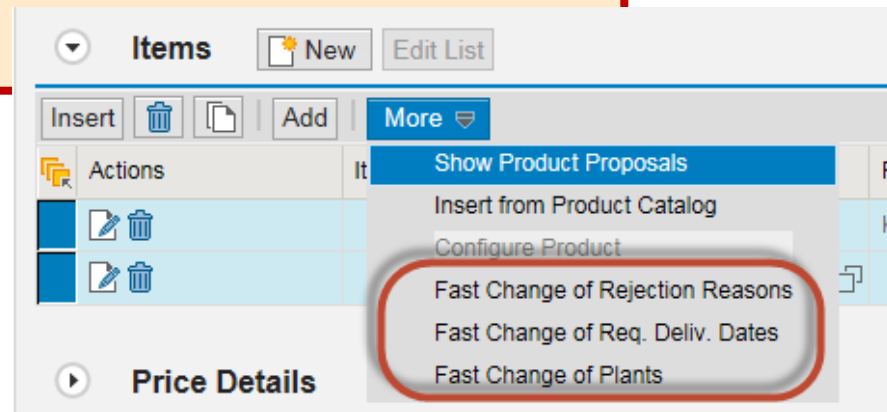 Items New Edit List
Insert Add More
Actions It
Show Product Proposals
Insert from Product Catalog
Configure Product
Fast Change of Rejection Reasons
Fast Change of Req. Deliv. Dates
Fast Change of Plants
Price Details